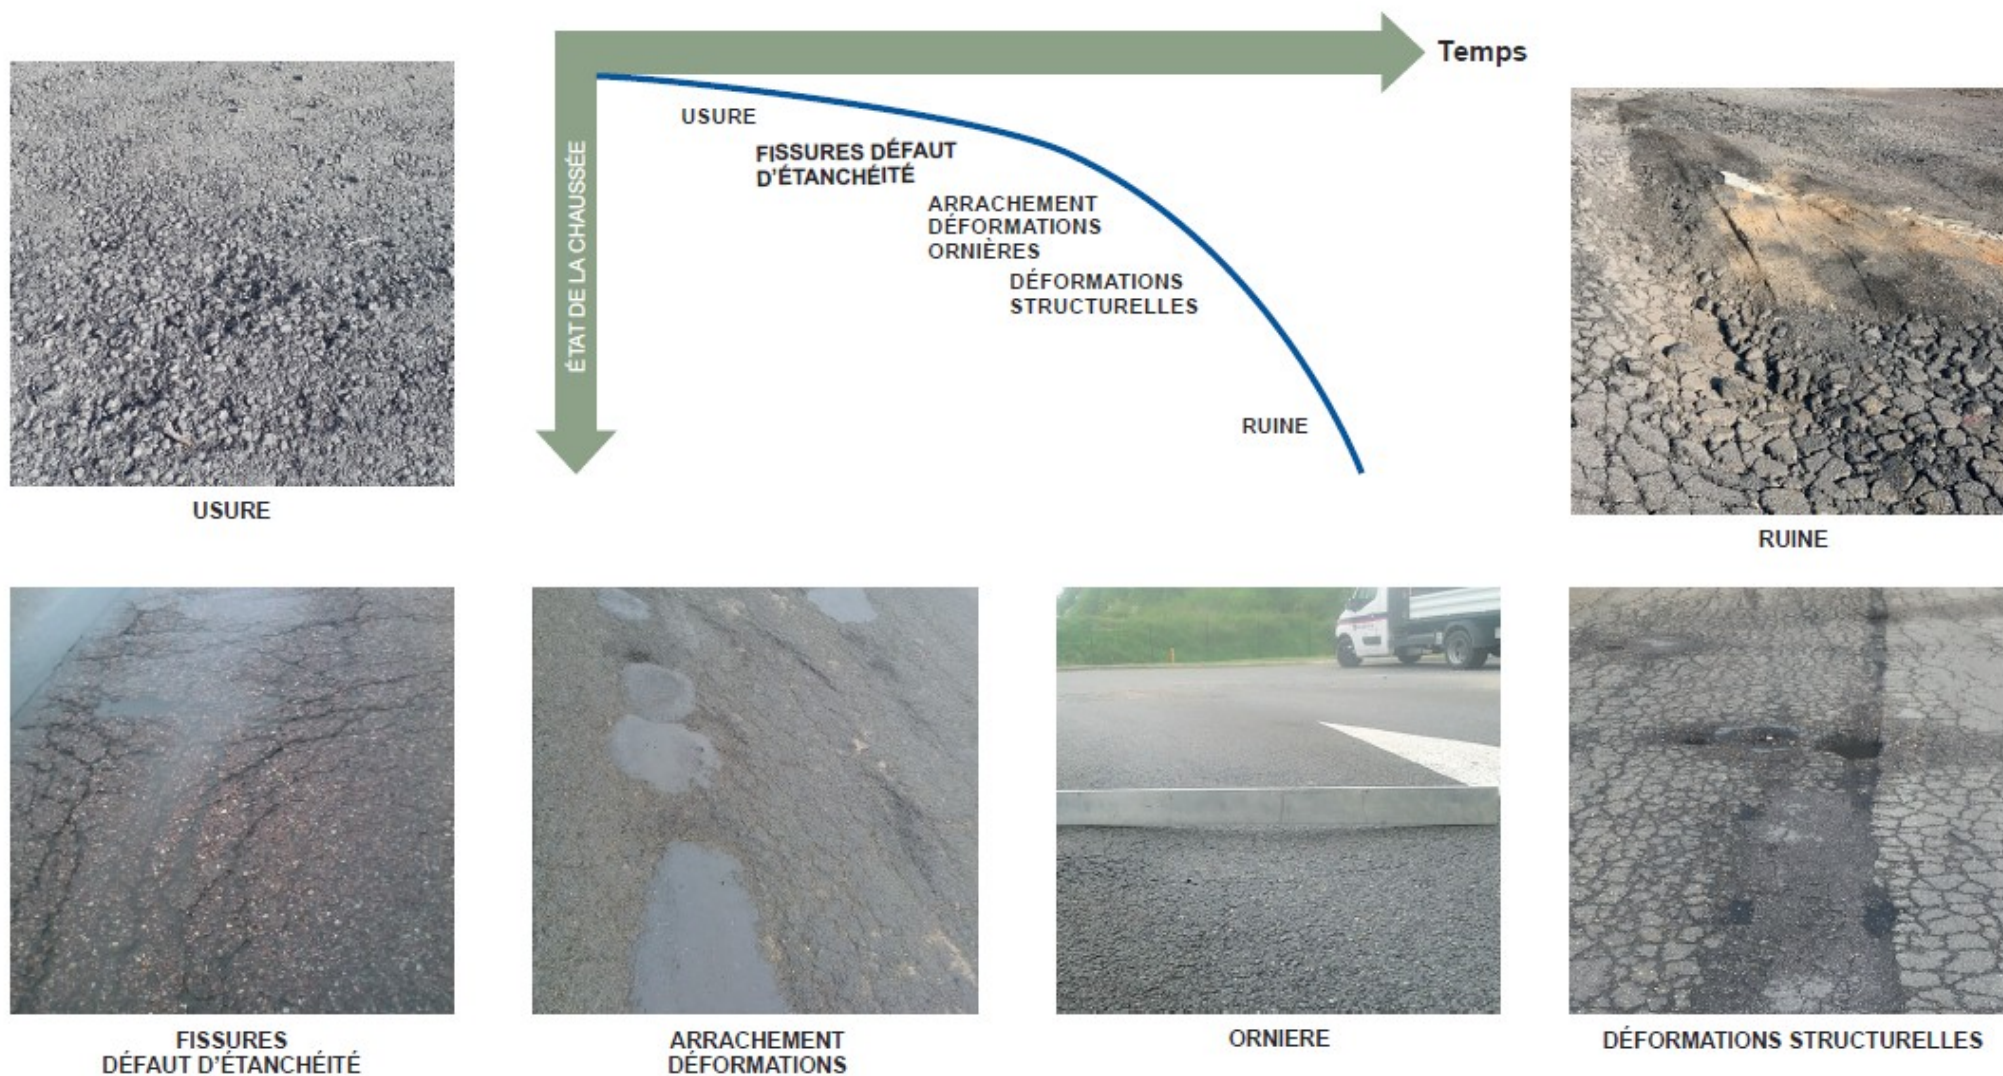 Temps
ÉTAT DE LA CHAUSSÉE
USURE
FISSURES DÉFAUT
D'ÉTANCHÉITÉ
ARRACHEMENT
DÉFORMATIONS
ORNIÈRES
DÉFORMATIONS
STRUCTURELLES
RUINE
USURE
RUINE
FISSURES
DÉFAUT D'ÉTANCHÉITÉ
ARRACHEMENT
DÉFORMATIONS
ORNIERE
DÉFORMATIONS STRUCTURELLES